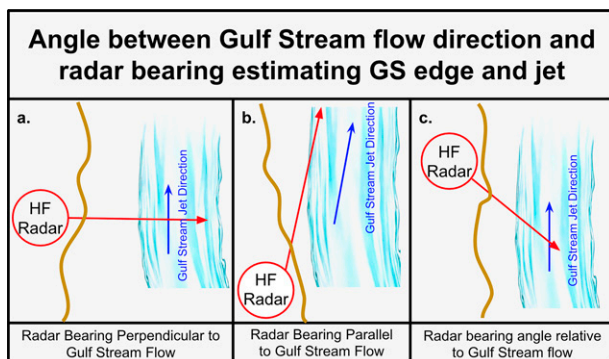 Angle between Gulf Stream flow direction and
radar bearing estimating GS edge and jet
a.
HF
Radar
Gulf Stream Jet Direction
Radar Bearing Perpendicular to
Gulf Stream Flow
b.
HF
Radar
Gulf Stream Jet Direction
Radar Bearing Parallel
to Gulf Stream Flow
c.
HF
Radar
Gulf Stream Jet Direction
Radar bearing angle relative
to Gulf Stream flow